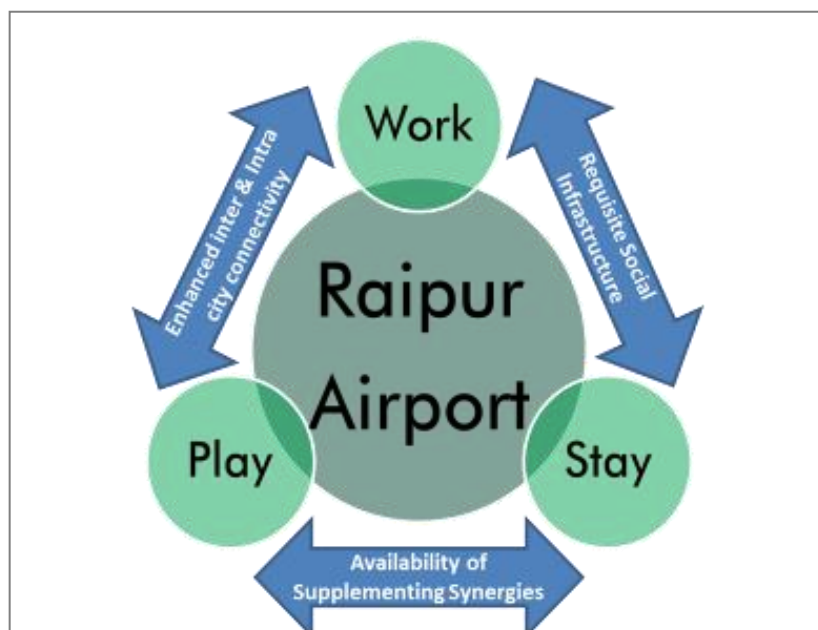 Work
Enhanced inter & Intra
city connectivity
Requisite Social
Infrastructure
Raipur
Airport
Play
Stay
Availability of
Supplementing Synergies